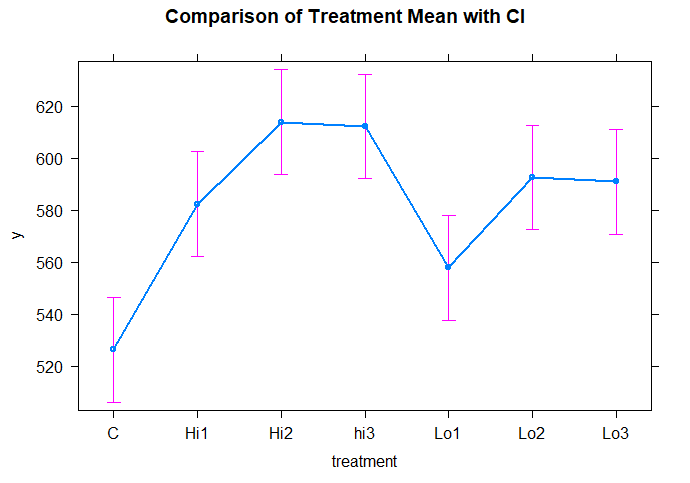 Comparison of Treatment Mean with CI
620
600
580
560
540
520
y
C Hi1 Hi2 hi3 Lo1 Lo2 Lo3
treatment